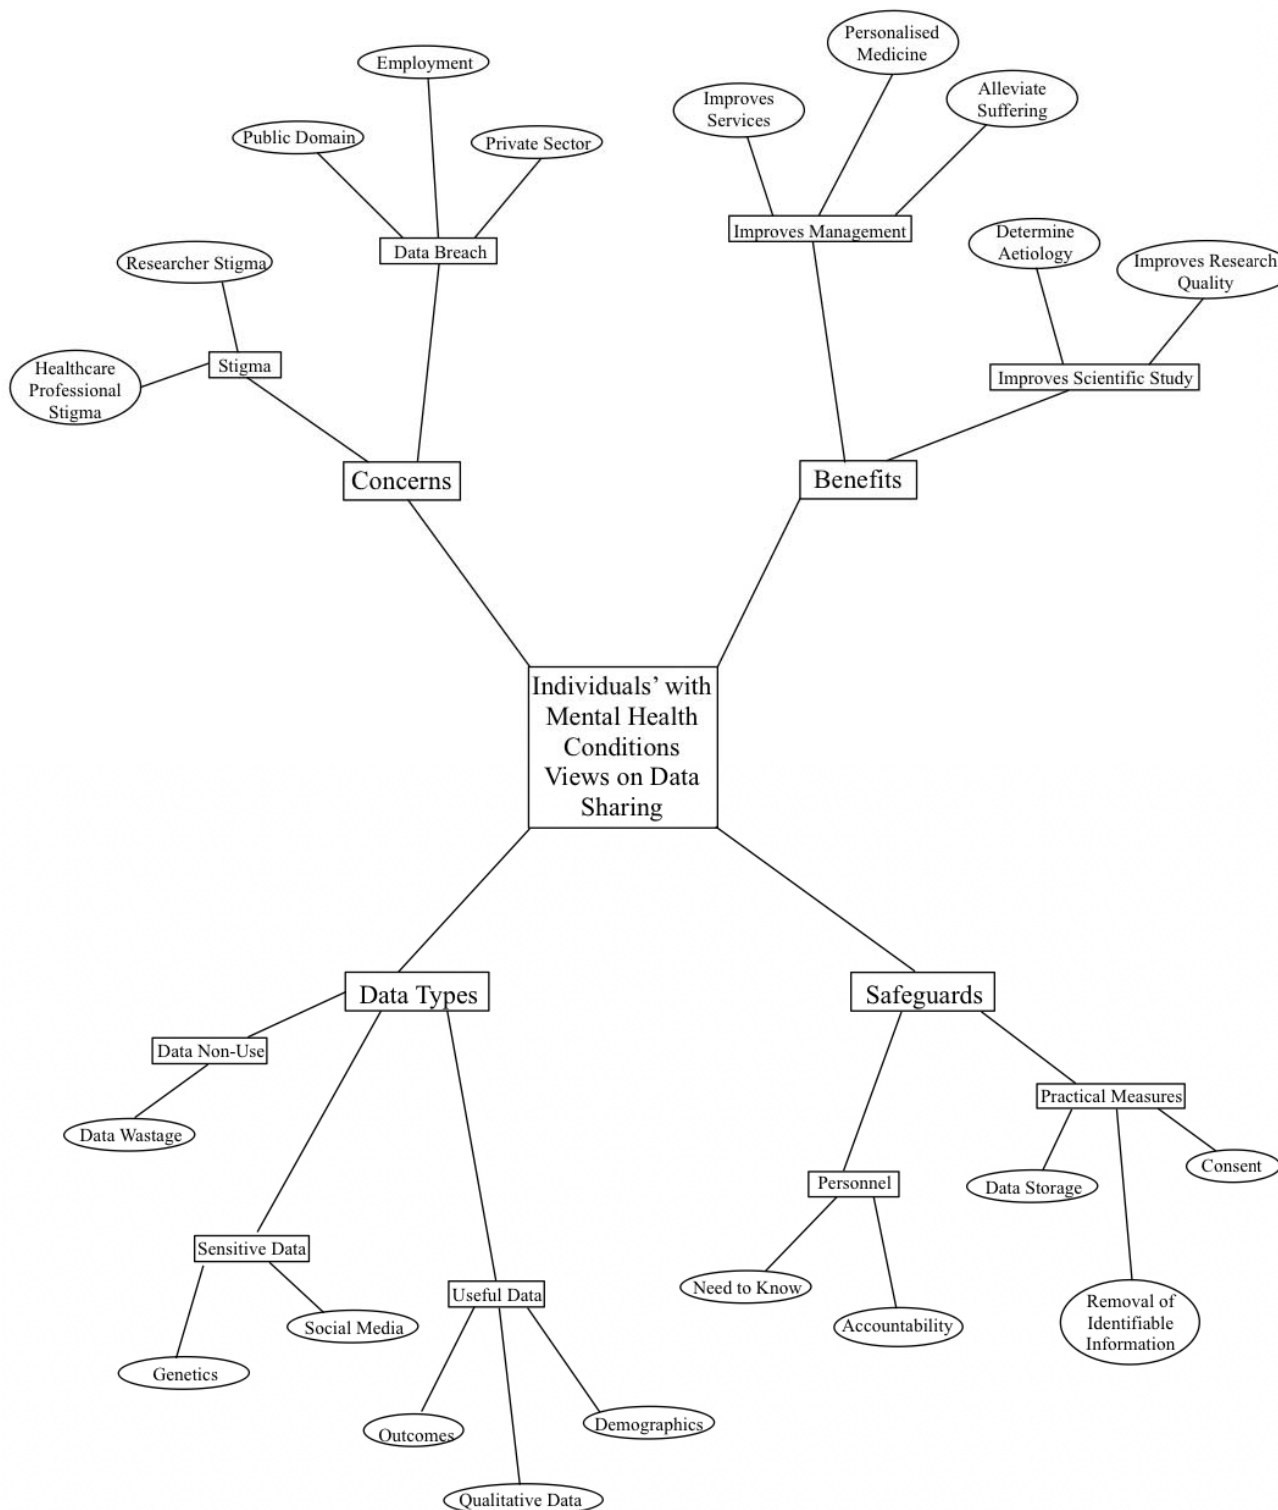 Personalised
Medicine
Employment
Alleviate
Suffering
Improves
Services
Public Domain
Private Sector
Improves Management
Determine
Aetiology
Data Breach
Researcher Stigma
Improves Research
Quality
Stigma
Healthcare
Professional
Stigma
Improves Scientific Study
Concerns
Benefits
Individuals’ with
Mental Health
Conditions
Views on Data
Sharing
Data Types
Safeguards
Data Non-Use
Practical Measures
Data Wastage
Consent
Personnel
Data Storage
Sensitive Data
Need to Know
Useful Data
Removal of
Identifiable
Information
Social Media
Accountability
Genetics
Demographics
Outcomes
Qualitative Data